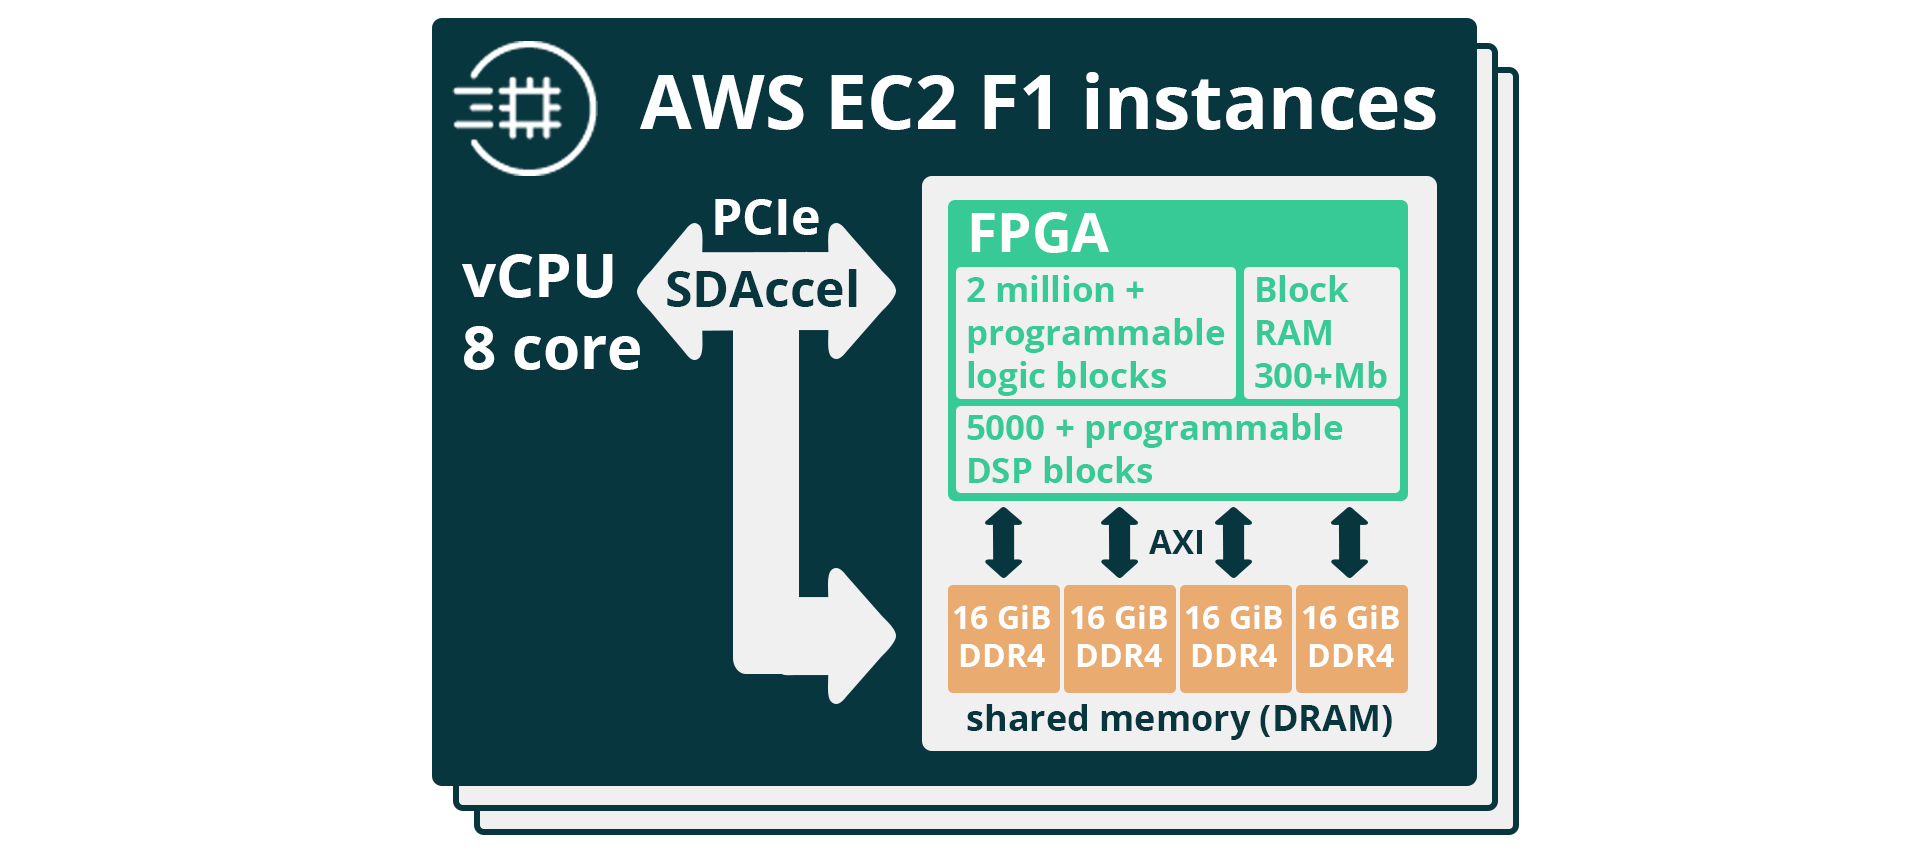 AWS EC2 F1 instances
PCIe
SDAccel
vCPU
8 core
FPGA
2 million +
programmable
logic blocks
Block
RAM
300+Mb
5000 + programmable
DSP blocks
AXI
16 GiB
DDR4
16 GiB
DDR4
16 GiB
DDR4
16 GiB
DDR4
shared memory (DRAM)